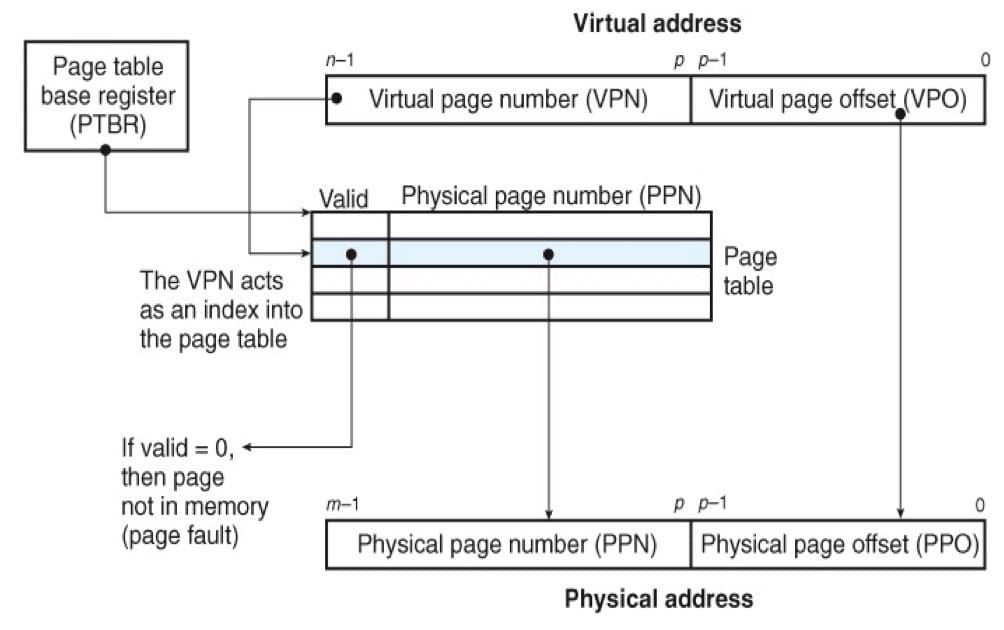 Virtual address
Page table
base register
(PTBR)
n–1
p
p–1
0
Virtual page number (VPN)
Virtual page offset (VPO)
Valid
Physical page number (PPN)
Page
table
The VPN acts
as an index into
the page table
If valid = 0,
then page
not in memory
(page fault)
m–1
p
p–1
0
Physical page number (PPN)
Physical page offset (PPO)
Physical address